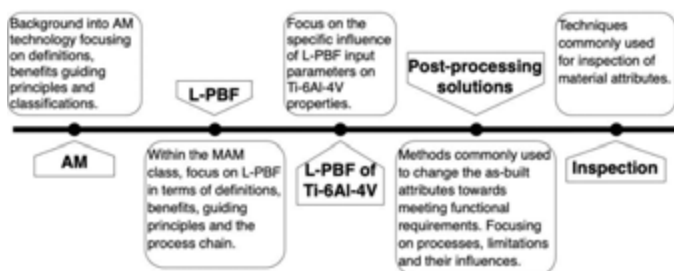 Background into AM
technology focusing
on definitions,
benefits guiding
principles and
classifications.
AM
L-PBF
Within the MAM
class, focus on L-PBF
in terms of definitions,
benefits, guiding
principles and the
process chain.
Focus on the
specific influence
of L-PBF input
parameters on
Ti-6Al-4V
properties.
L-PBF of
Ti-6Al-4V
Post-processing
solutions
Methods commonly used
to change the as-built
attributes towards
meeting functional
requirements. Focusing
on processes, limitations
and their influences.
Techniques
commonly used
for inspection of
material attributes.
Inspection